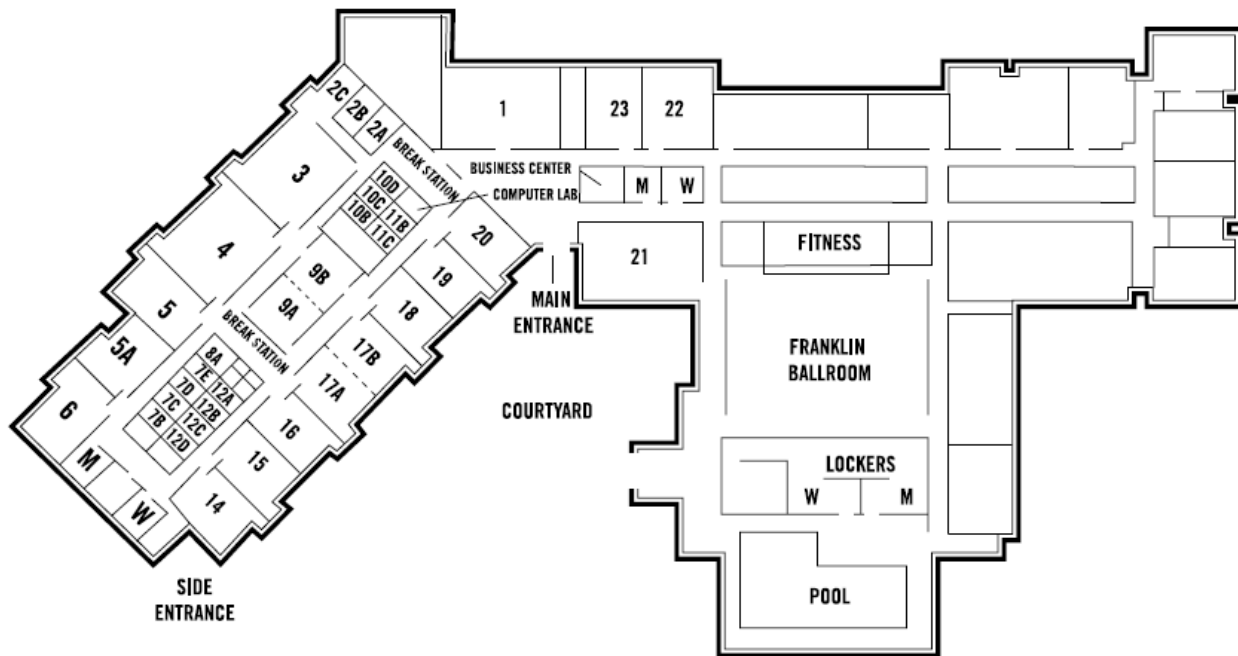 1
23
22
2C
2B
2A
BREAK STATION
3
BUSINESS CENTER
M
W
COMPUTER LAB
10D
10C
10B
11B
11C
20
21
FITNESS
4
9B
19
MAIN
ENTRANCE
9A
18
5
BREAK STATION
17B
FRANKLIN
BALLROOM
5A
8A
7E
12A
17A
7D
12B
COURTYARD
6
7C
12C
16
7B
12D
15
LOCKERS
M
W
14
W
M
SIDE
ENTRANCE
POOL